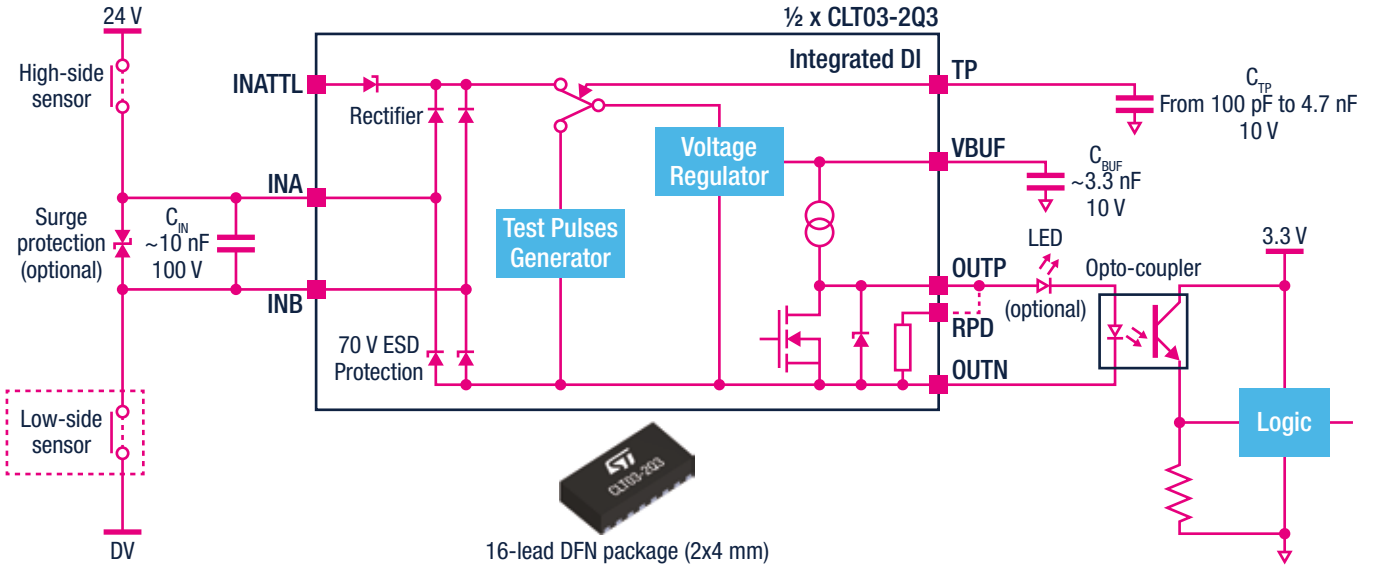 24 V
½ x CLT03-2Q3
High-side
sensor
INATTL
Rectifier
Integrated DI
TP
C_TP
From 100 pF to 4.7 nF
10 V
Voltage
Regulator
VBUF
C_BUF
~3.3 nF
10 V
INA
Surge
protection
(optional)
C_IN
~10 nF
100 V
Test Pulses
Generator
INB
LED
(optional)
OUTP
Opto-coupler
3.3 V
RPD
70 V ESD
Protection
OUTN
Low-side
sensor
Logic
ST
CLT03-2Q3
DV
16-lead DFN package (2x4 mm)